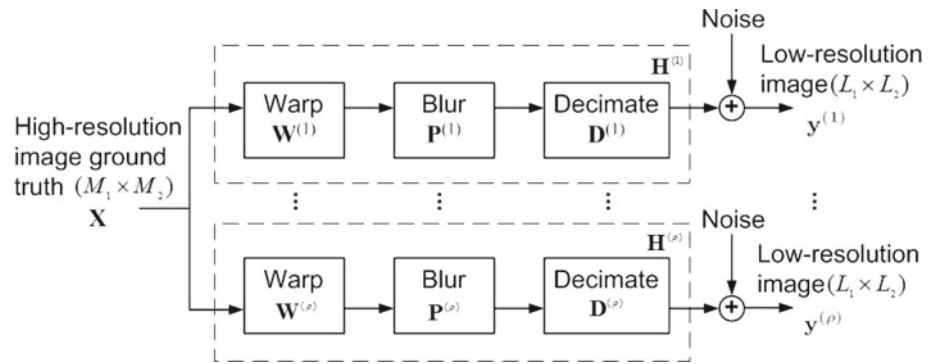 Noise
Low-resolution
image(L₁ × L₂)
y⁽¹⁾
H⁽¹⁾
Warp
W⁽¹⁾
Blur
P⁽¹⁾
Decimate
D⁽¹⁾
High-resolution
image ground
truth (M₁ × M₂)
X
Noise
Low-resolution
image(L₁ × L₂)
y⁽ᵖ⁾
H⁽ᵖ⁾
Warp
W⁽ᵖ⁾
Blur
P⁽ᵖ⁾
Decimate
D⁽ᵖ⁾